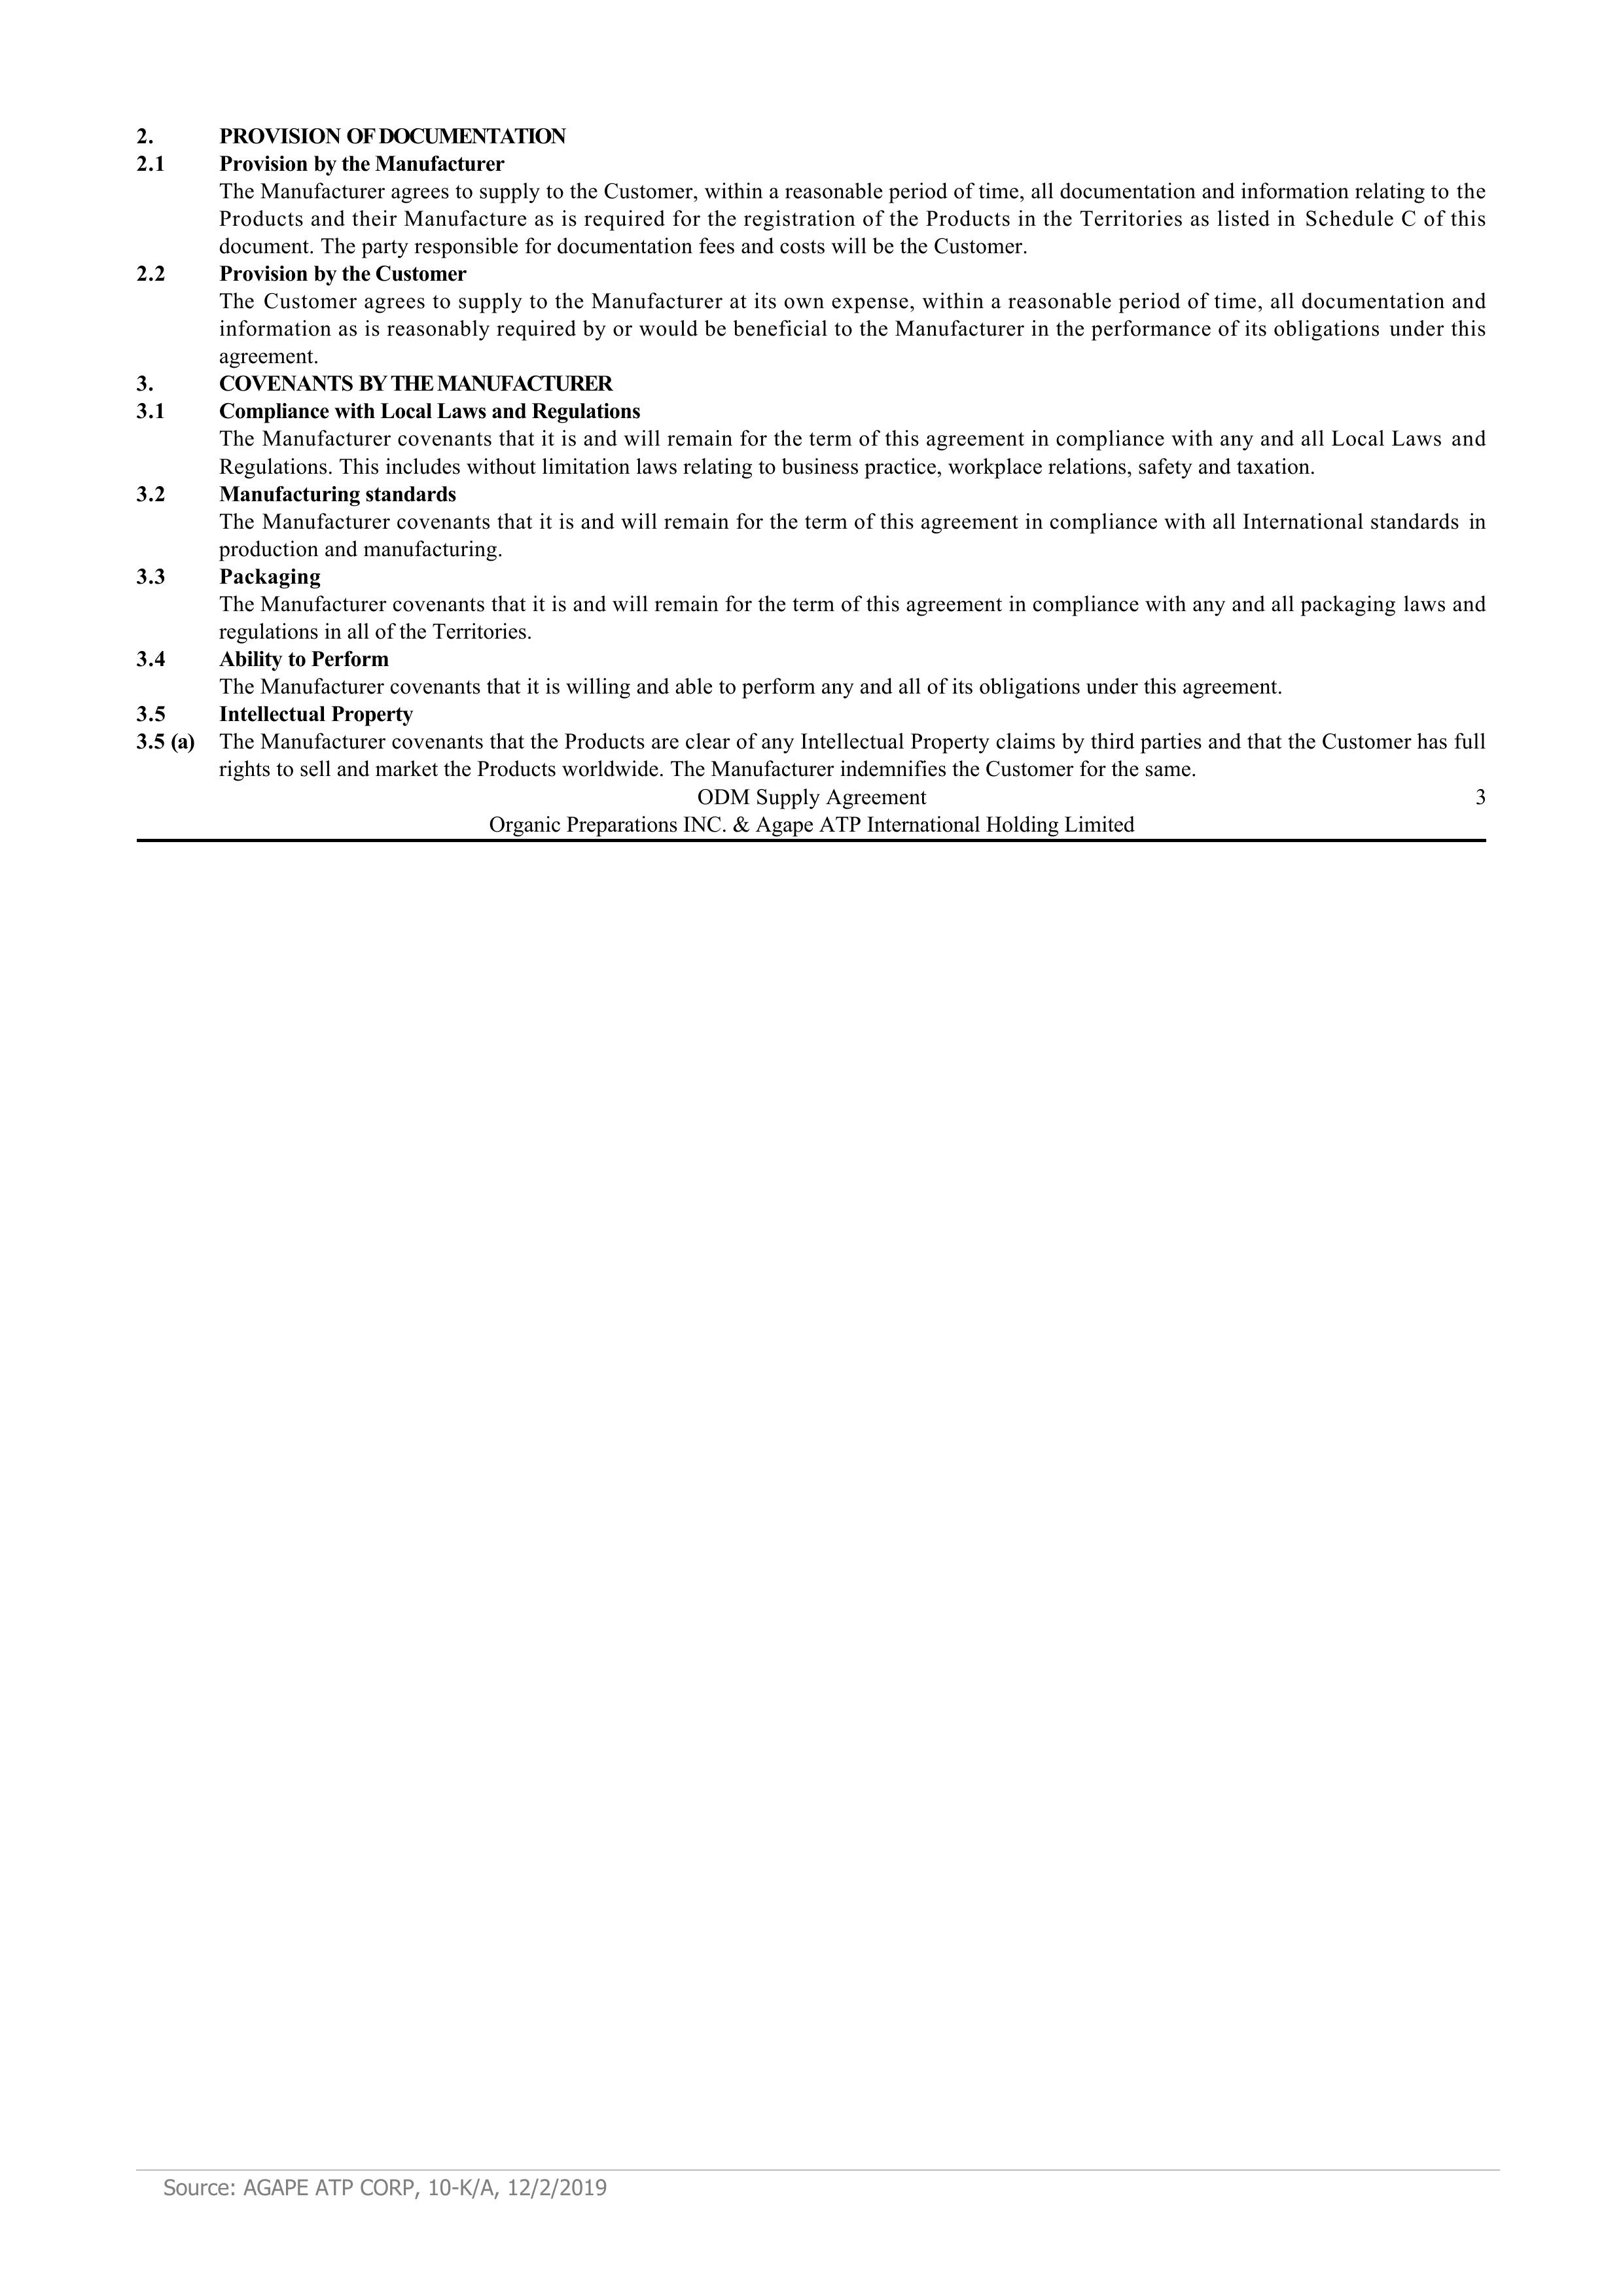 2. PROVISION OF DOCUMENTATION
2.1 Provision by the Manufacturer
The Manufacturer agrees to supply to the Customer, within a reasonable period of time, all documentation and information relating to the
Products and their Manufacture as is required for the registration of the Products in the Territories as listed in Schedule C of this
document. The party responsible for documentation fees and costs will be the Customer.
2.2 Provision by the Customer
The Customer agrees to supply to the Manufacturer at its own expense, within a reasonable period of time, all documentation and
information as is reasonably required by or would be beneficial to the Manufacturer in the performance of its obligations under this
agreement.
3. COVENANTS BY THE MANUFACTURER
3.1 Compliance with Local Laws and Regulations
The Manufacturer covenants that it is and will remain for the term of this agreement in compliance with any and all Local Laws and
Regulations. This includes without limitation laws relating to business practice, workplace relations, safety and taxation.
3.2 Manufacturing standards
The Manufacturer covenants that it is and will remain for the term of this agreement in compliance with all International standards in
production and manufacturing.
3.3 Packaging
The Manufacturer covenants that it is and will remain for the term of this agreement in compliance with any and all packaging laws and
regulations in all of the Territories.
3.4 Ability to Perform
The Manufacturer covenants that it is willing and able to perform any and all of its obligations under this agreement.
3.5 Intellectual Property
3.5 (a) The Manufacturer covenants that the Products are clear of any Intellectual Property claims by third parties and that the Customer has full
rights to sell and market the Products worldwide. The Manufacturer indemnifies the Customer for the same.
ODM Supply Agreement 3
Organic Preparations INC. & Agape ATP International Holding Limited
Source: AGAPE ATP CORP, 10-K/A, 12/2/2019